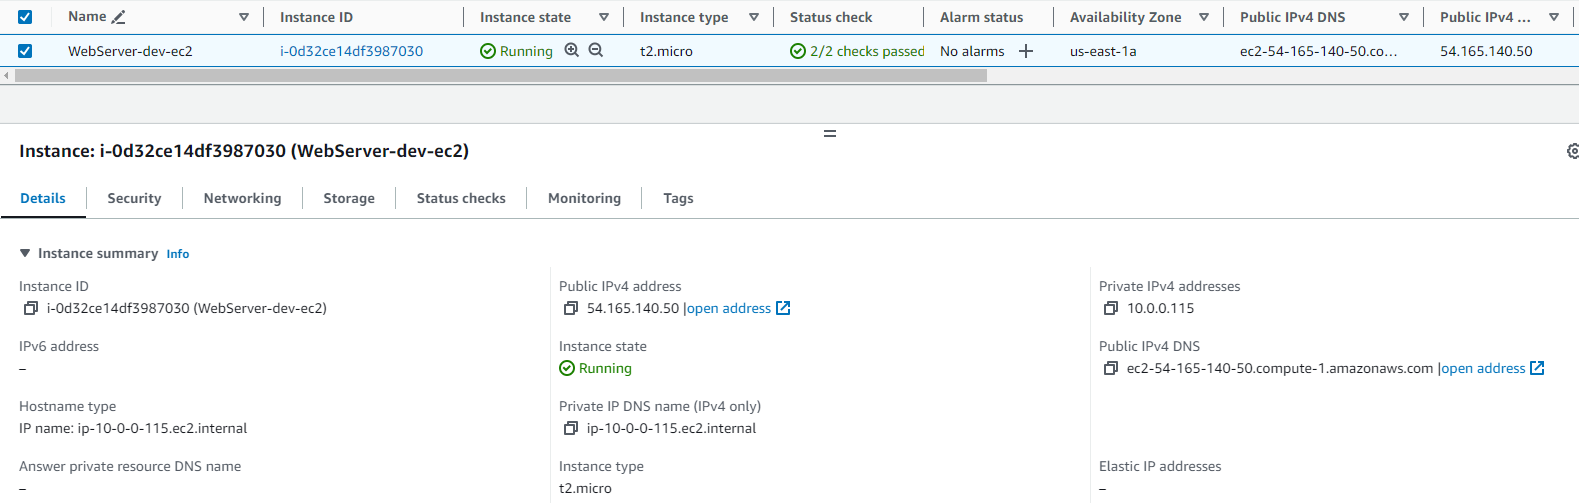 Name Instance ID Instance state Instance type Status check Alarm status Availability Zone Public IPv4 DNS Public IPv4 ...
WebServer-dev-ec2 i-0d32ce14df3987030 Running t2.micro 2/2 checks passed No alarms + us-east-1a ec2-54-165-140-50.co... 54.165.140.50
Instance: i-0d32ce14df3987030 (WebServer-dev-ec2)
Details Security Networking Storage Status checks Monitoring Tags
Instance summary Info
Instance ID Public IPv4 address Private IPv4 addresses
i-0d32ce14df3987030 (WebServer-dev-ec2) 54.165.140.50 |open address 10.0.0.115
IPv6 address Instance state Public IPv4 DNS
– Running ec2-54-165-140-50.compute-1.amazonaws.com |open address
Hostname type Private IP DNS name (IPv4 only)
IP name: ip-10-0-0-115.ec2.internal ip-10-0-0-115.ec2.internal
Answer private resource DNS name Instance type Elastic IP addresses
– t2.micro –